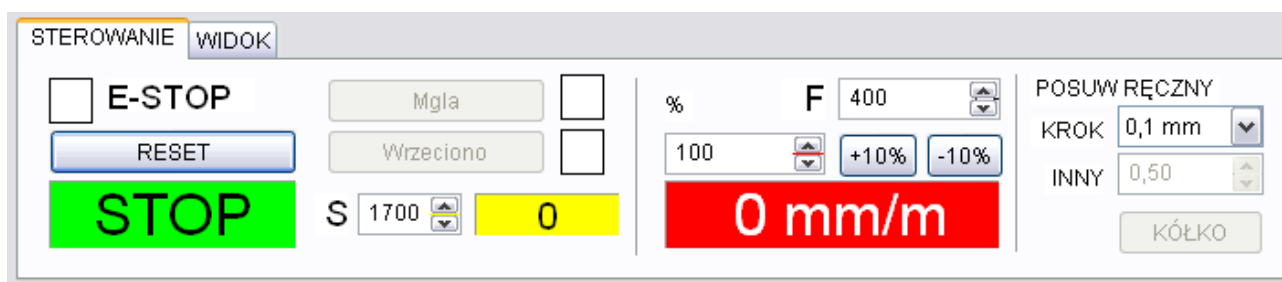 STEROWANIE WIDOK
E-STOP
RESET
STOP
Mgla
Wrzeciono
S 1700 0
% F 400
100 +10% -10%
0 mm/m
POSUW RĘCZNY
KROK 0,1 mm
INNY 0,50
KÓŁKO